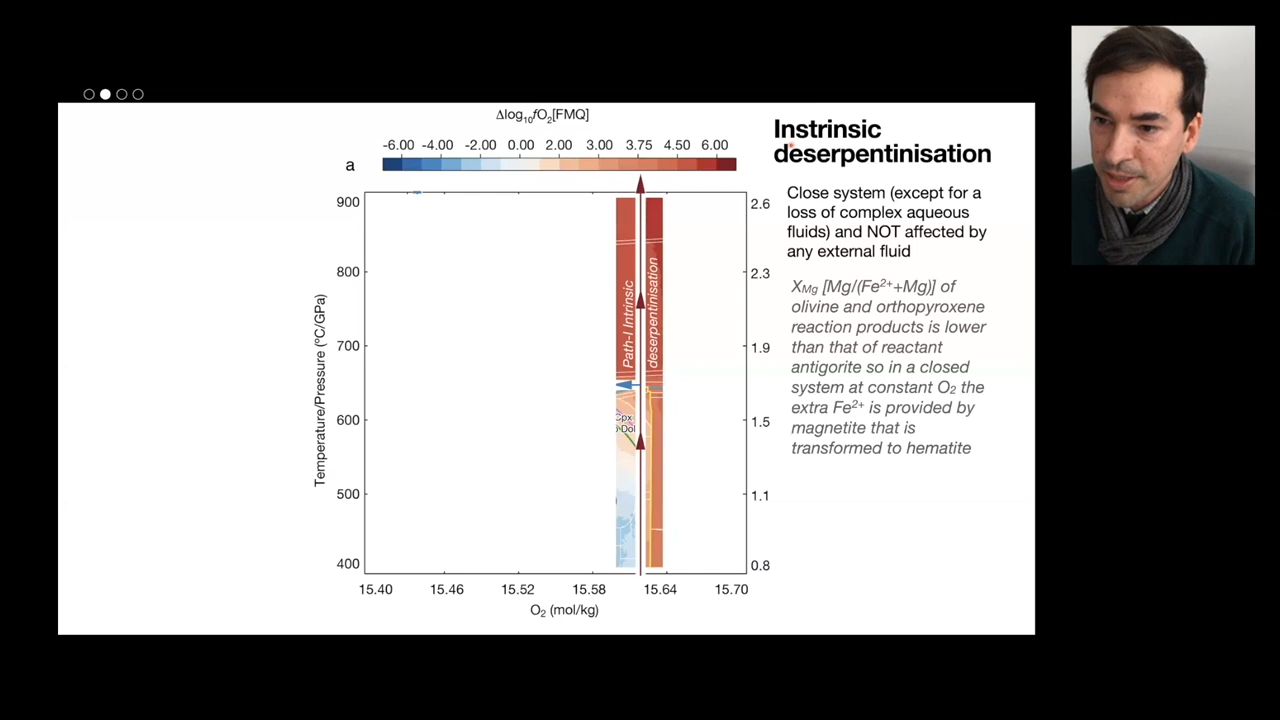 Δlog10fO2[FMQ]
-6.00 -4.00 -2.00 0.00 2.00 3.00 3.75 4.50 6.00
a
900
800
700
600
500
400
Temperature/Pressure (°C/GPa)
2.6
2.3
1.9
1.5
1.1
0.8
Path-I Intrinsic
deserpentinisation
Cpx
Dol
15.40 15.46 15.52 15.58 15.64 15.70
O2 (mol/kg)
Instrinsic
deserpentinisation
Close system (except for a
loss of complex aqueous
fluids) and NOT affected by
any external fluid
XMg [Mg/(Fe2++Mg)] of
olivine and orthopyroxene
reaction products is lower
than that of reactant
antigorite so in a closed
system at constant O2 the
extra Fe2+ is provided by
magnetite that is
transformed to hematite